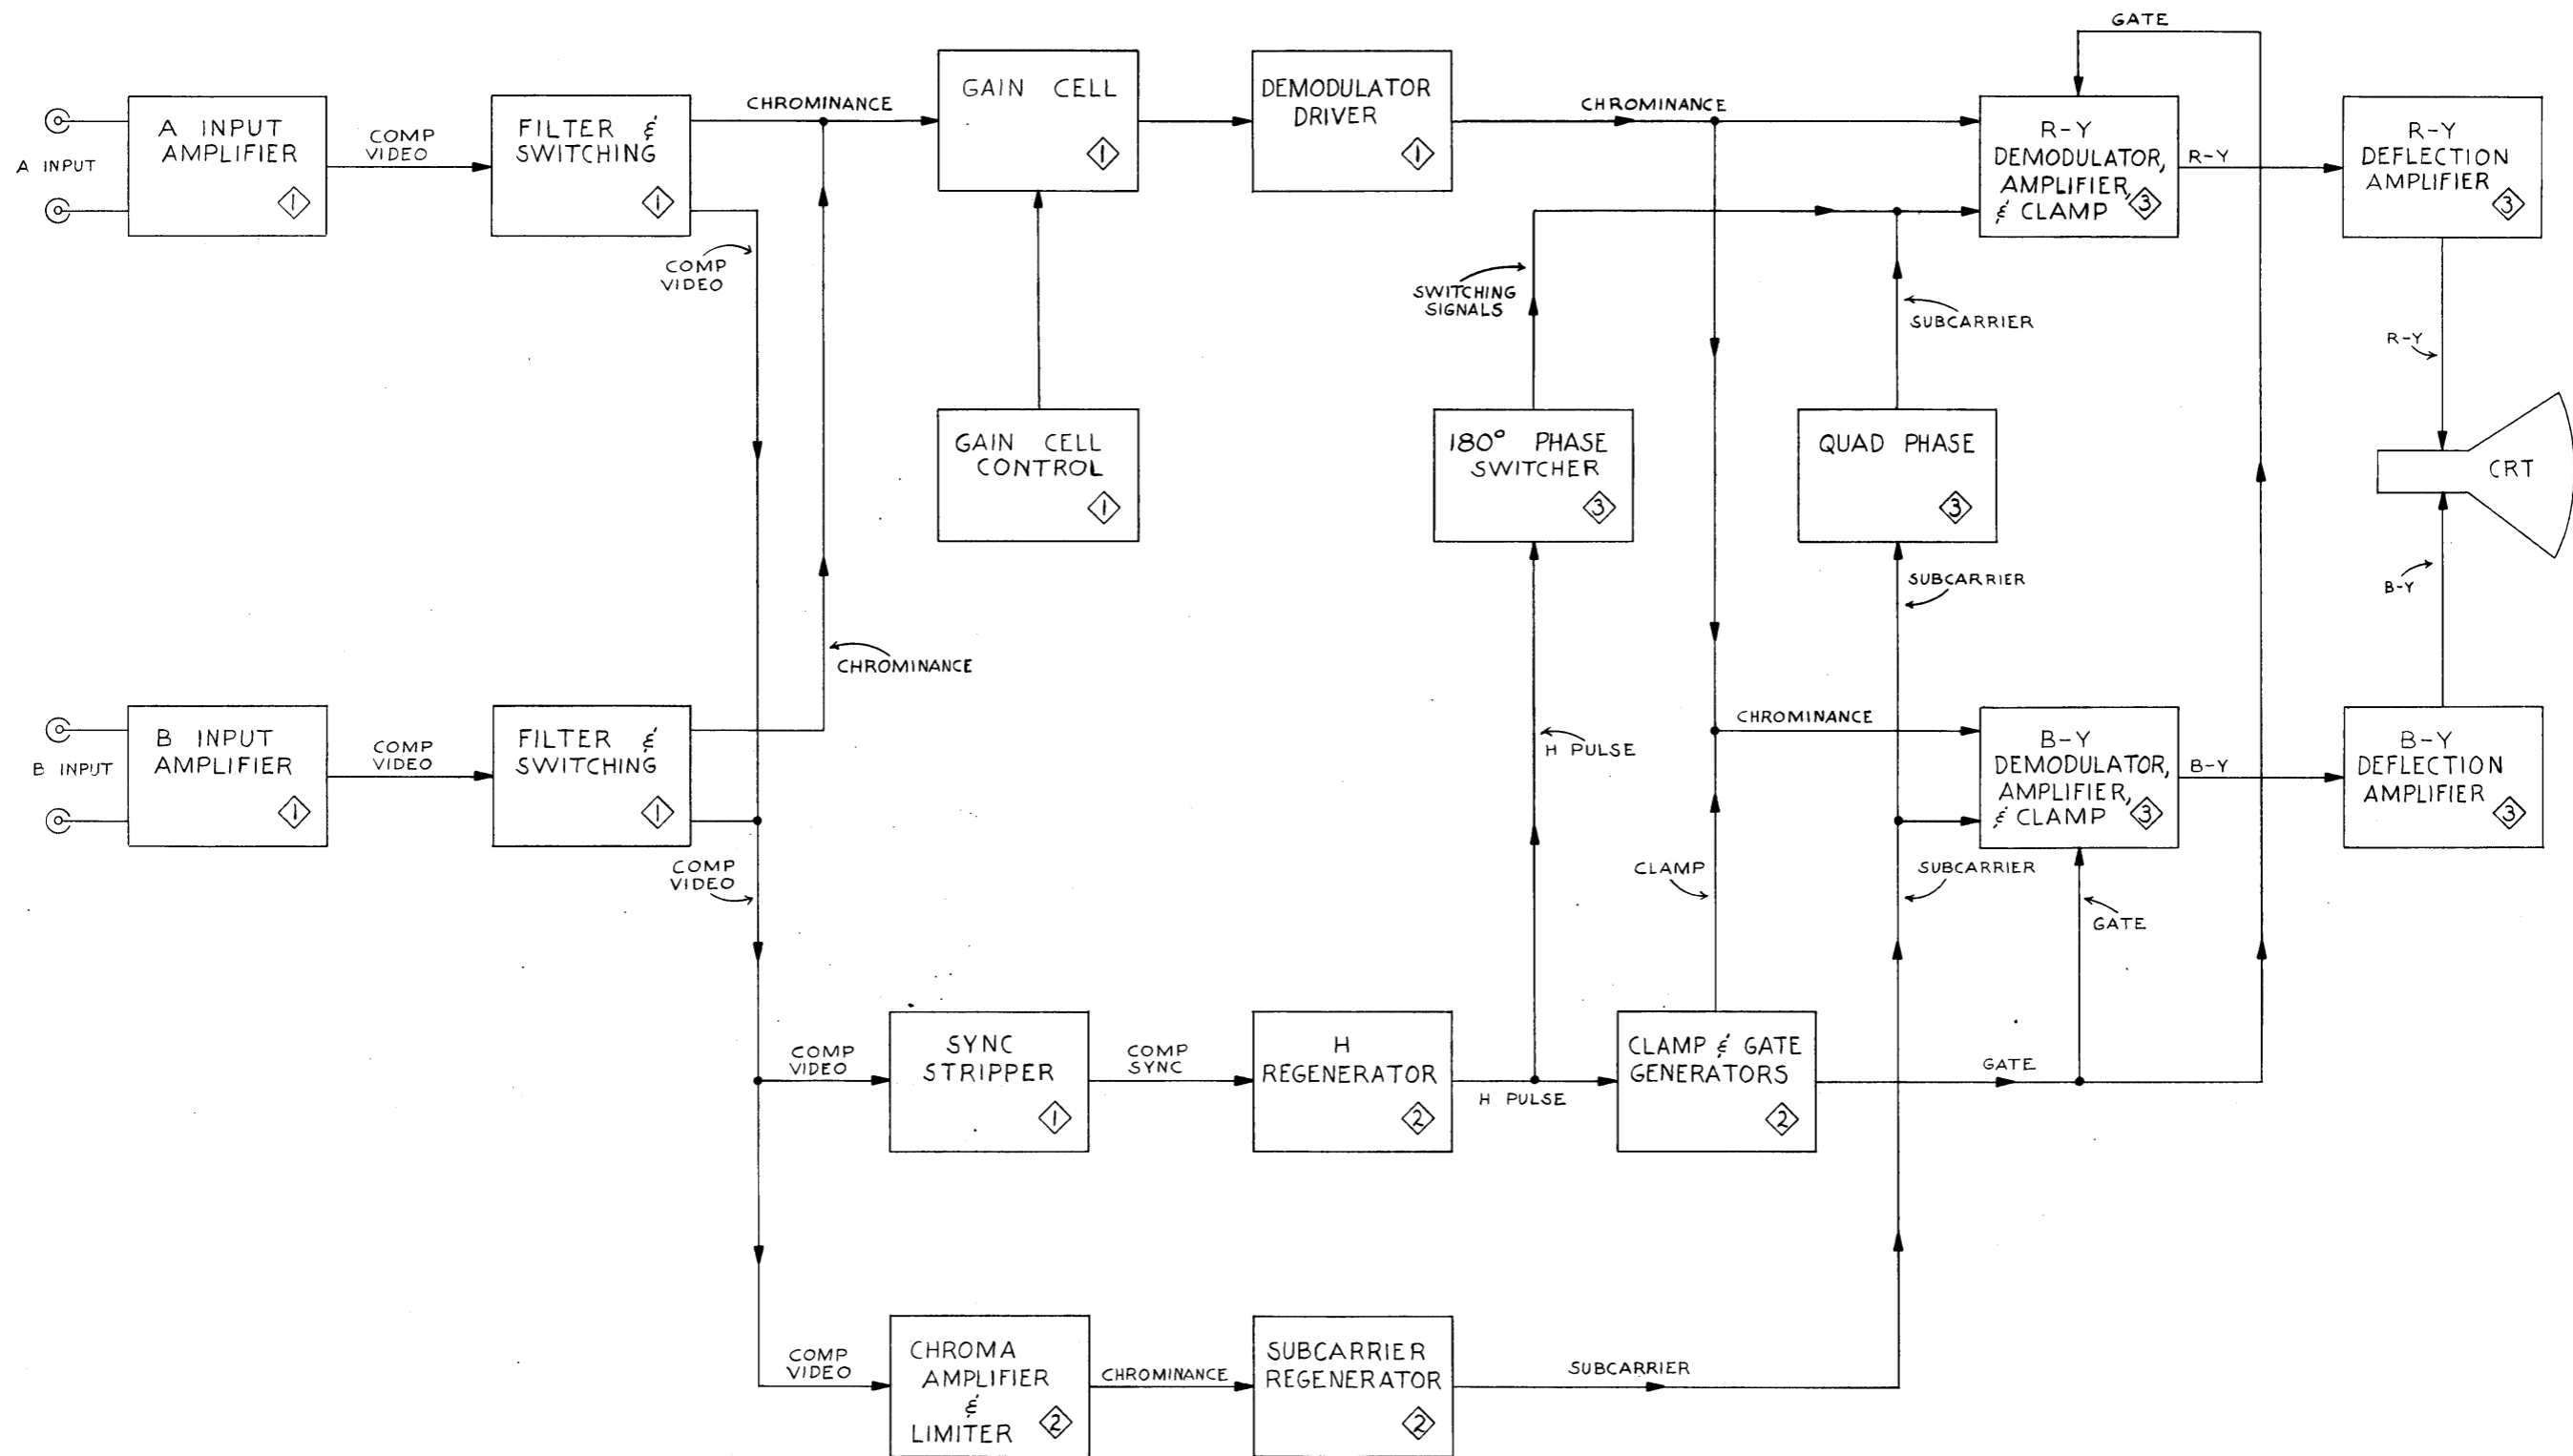 GATE
A INPUT
A INPUT
AMPLIFIER
1
COMP
VIDEO
FILTER &
SWITCHING
1
CHROMINANCE
GAIN CELL
1
DEMODULATOR
DRIVER
1
CHROMINANCE
R-Y
DEMODULATOR,
AMPLIFIER,
& CLAMP
3
R-Y
R-Y
DEFLECTION
AMPLIFIER
3
COMP
VIDEO
SWITCHING
SIGNALS
SUBCARRIER
R-Y
GAIN CELL
CONTROL
1
180° PHASE
SWITCHER
3
QUAD PHASE
3
CRT
SUBCARRIER
B-Y
CHROMINANCE
B INPUT
B INPUT
AMPLIFIER
1
COMP
VIDEO
FILTER &
SWITCHING
1
H PULSE
CHROMINANCE
B-Y
DEMODULATOR,
AMPLIFIER,
& CLAMP
3
B-Y
B-Y
DEFLECTION
AMPLIFIER
3
COMP
VIDEO
CLAMP
SUBCARRIER
GATE
COMP
VIDEO
SYNC
STRIPPER
1
COMP
SYNC
H
REGENERATOR
2
H PULSE
CLAMP & GATE
GENERATORS
2
GATE
COMP
VIDEO
CHROMA
AMPLIFIER
&
LIMITER
2
CHROMINANCE
SUBCARRIER
REGENERATOR
2
SUBCARRIER